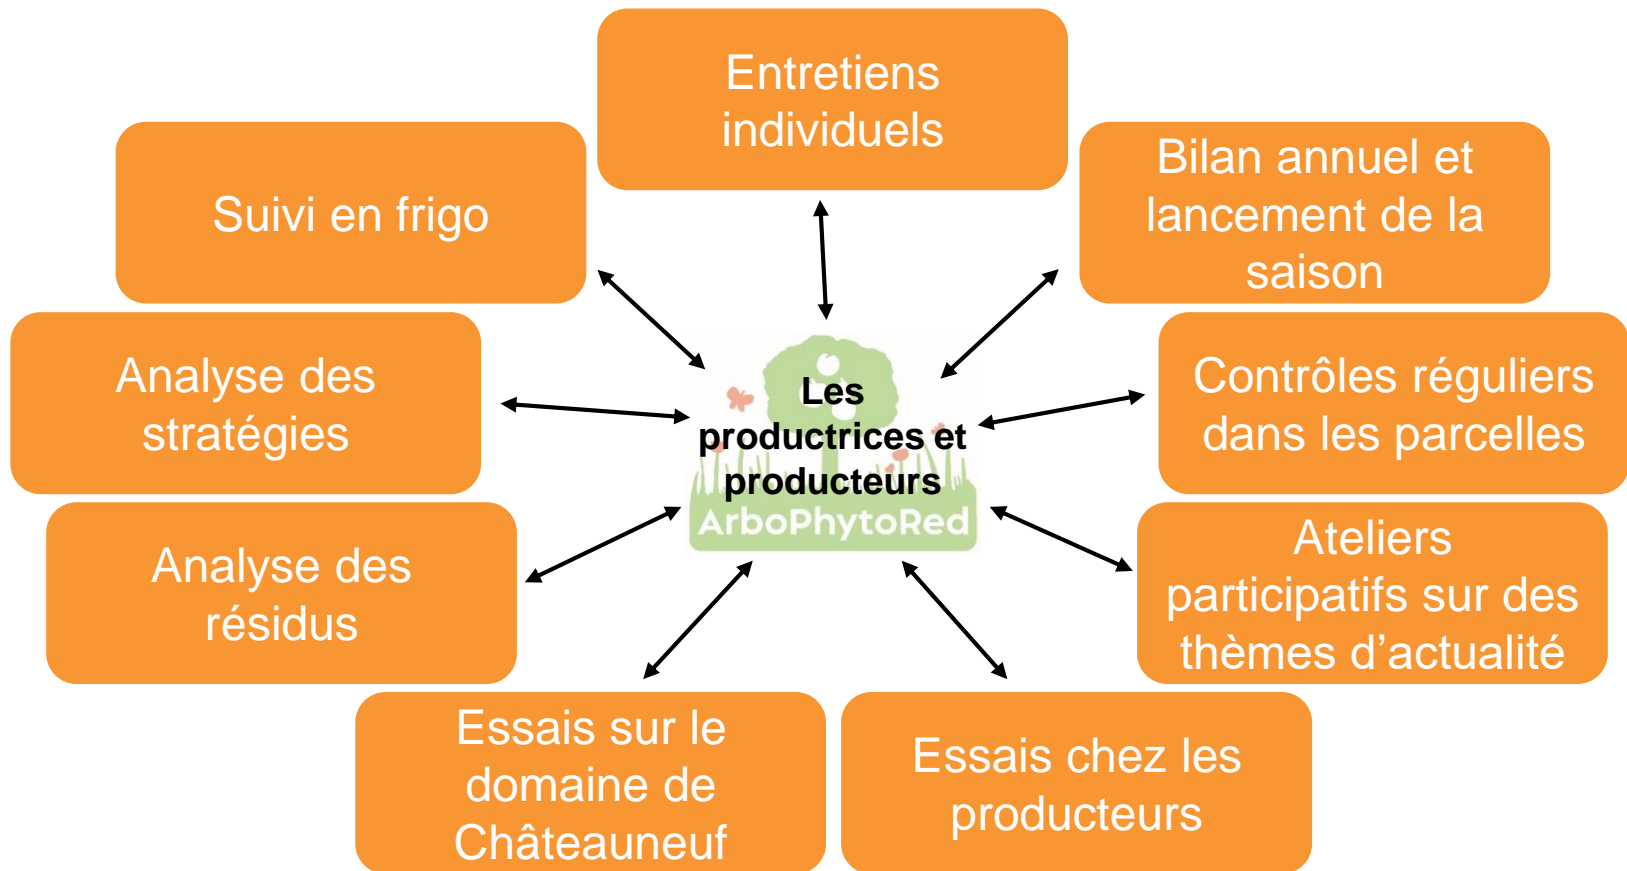 Entretiens
individuels
Bilan annuel et
lancement de la
saison
Suivi en frigo
Contrôles réguliers
dans les parcelles
Analyse des
stratégies
Les
productrices et
producteurs
ArboPhytoRed
Ateliers
participatifs sur des
thèmes d’actualité
Analyse des
résidus
Essais chez les
producteurs
Essais sur le
domaine de
Châteauneuf